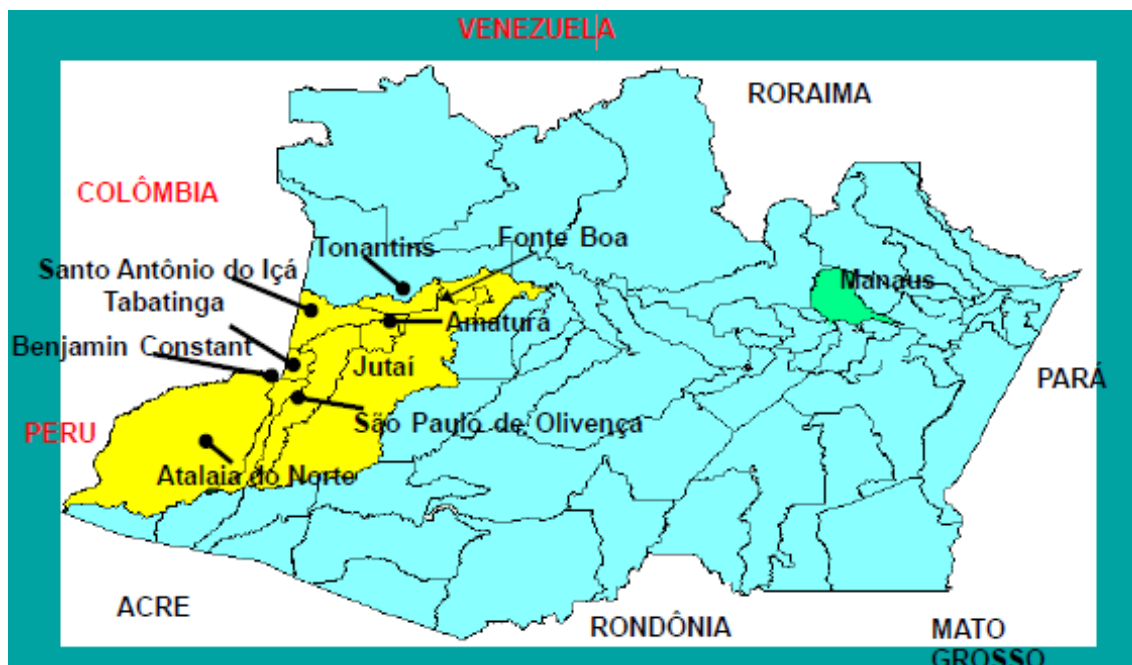 VENEZUELA
RORAIMA
COLÔMBIA
Fonte Boa
Tonantins
Santo Antônio do Içá
Manaus
Tabatinga
Amaturá
Benjamin Constant
Jutaí
PARÁ
São Paulo de Olivença
PERU
Atalaia do Norte
ACRE
RONDÔNIA
MATO
GROSSO